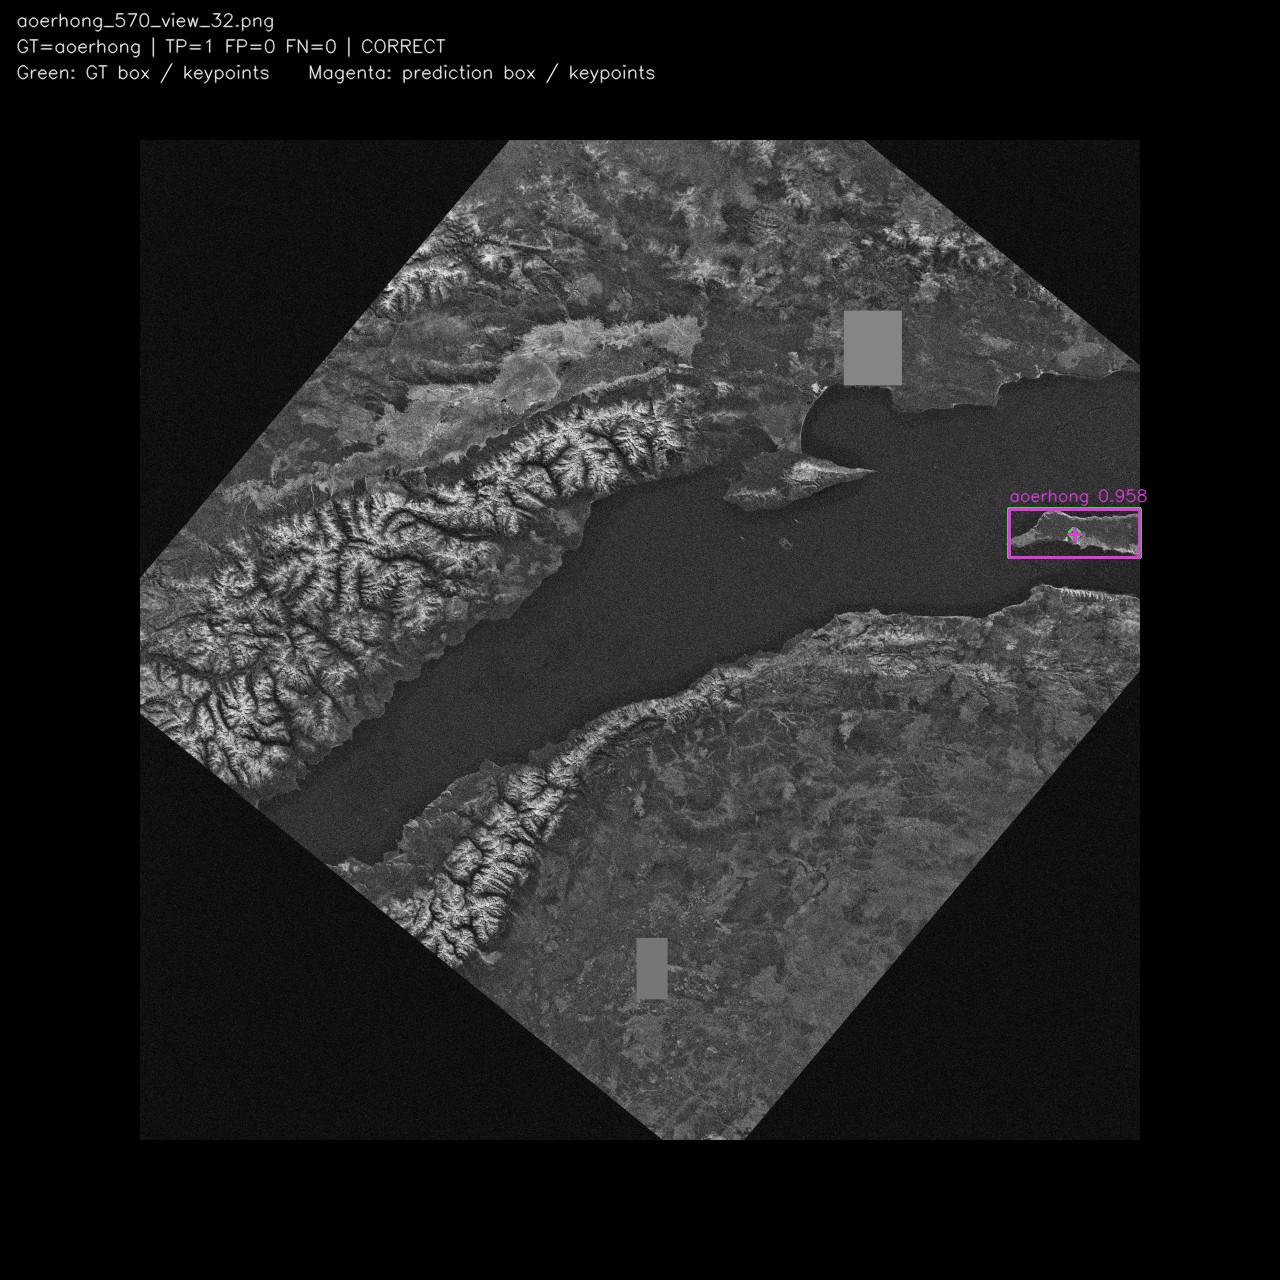 aoerhong_570_view_32.png
GT=aoerhong | TP=1 FP=0 FN=0 | CORRECT
Green: GT box / keypoints    Magenta: prediction box / keypoints
aoerhong 0.958